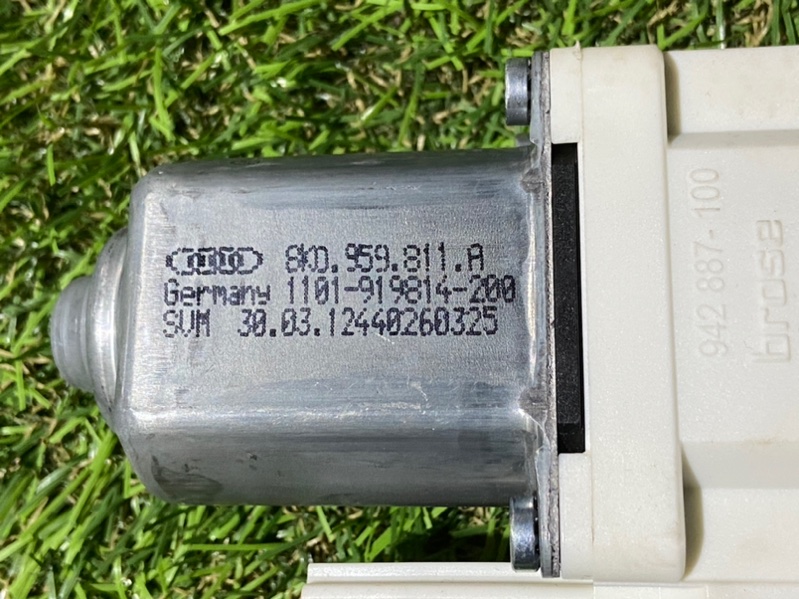 8K0.959.811.A
Germany 1101-919814-200
SVM 30.03.12440260325
942 887-100
brose